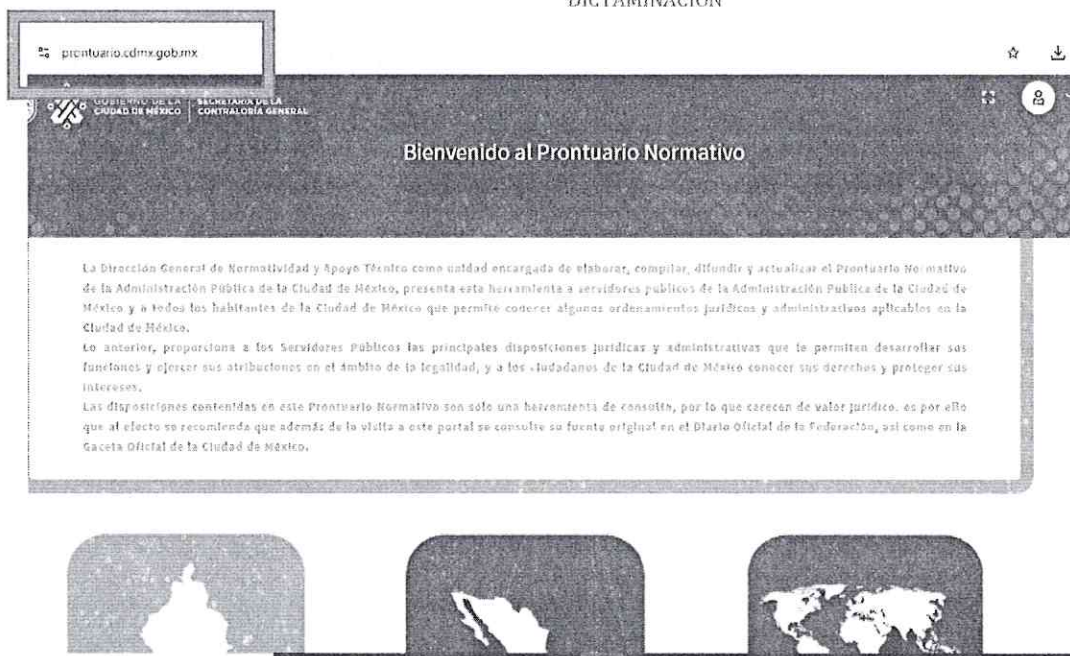 DICTAMINACIÓN
prontuario.cdmx.gob.mx
GOBIERNO DE LA
CIUDAD DE MÉXICO
SECRETARÍA DE LA
CONTRALORÍA GENERAL
Bienvenido al Prontuario Normativo
La Dirección General de Normatividad y Apoyo Técnico como unidad encargada de elaborar, compilar, difundir y actualizar el Prontuario Normativo
de la Administración Pública de la Ciudad de México, presenta esta herramienta a servidores públicos de la Administración Pública de la Ciudad de
México y a todos los habitantes de la Ciudad de México que permite conocer algunos ordenamientos jurídicos y administrativos aplicables en la
Ciudad de México.
Lo anterior, proporciona a los Servidores Públicos las principales disposiciones jurídicas y administrativas que le permiten desarrollar sus
funciones y ejercer sus atribuciones en el ámbito de la legalidad, y a los ciudadanos de la Ciudad de México conocer sus derechos y proteger sus
intereses.
Las disposiciones contenidas en este Prontuario Normativo son sólo una herramienta de consulta, por lo que carecen de valor jurídico, es por ello
que al efecto se recomienda que además de la visita a este portal se consulte su fuente original en el Diario Oficial de la Federación, así como en la
Gaceta Oficial de la Ciudad de México.